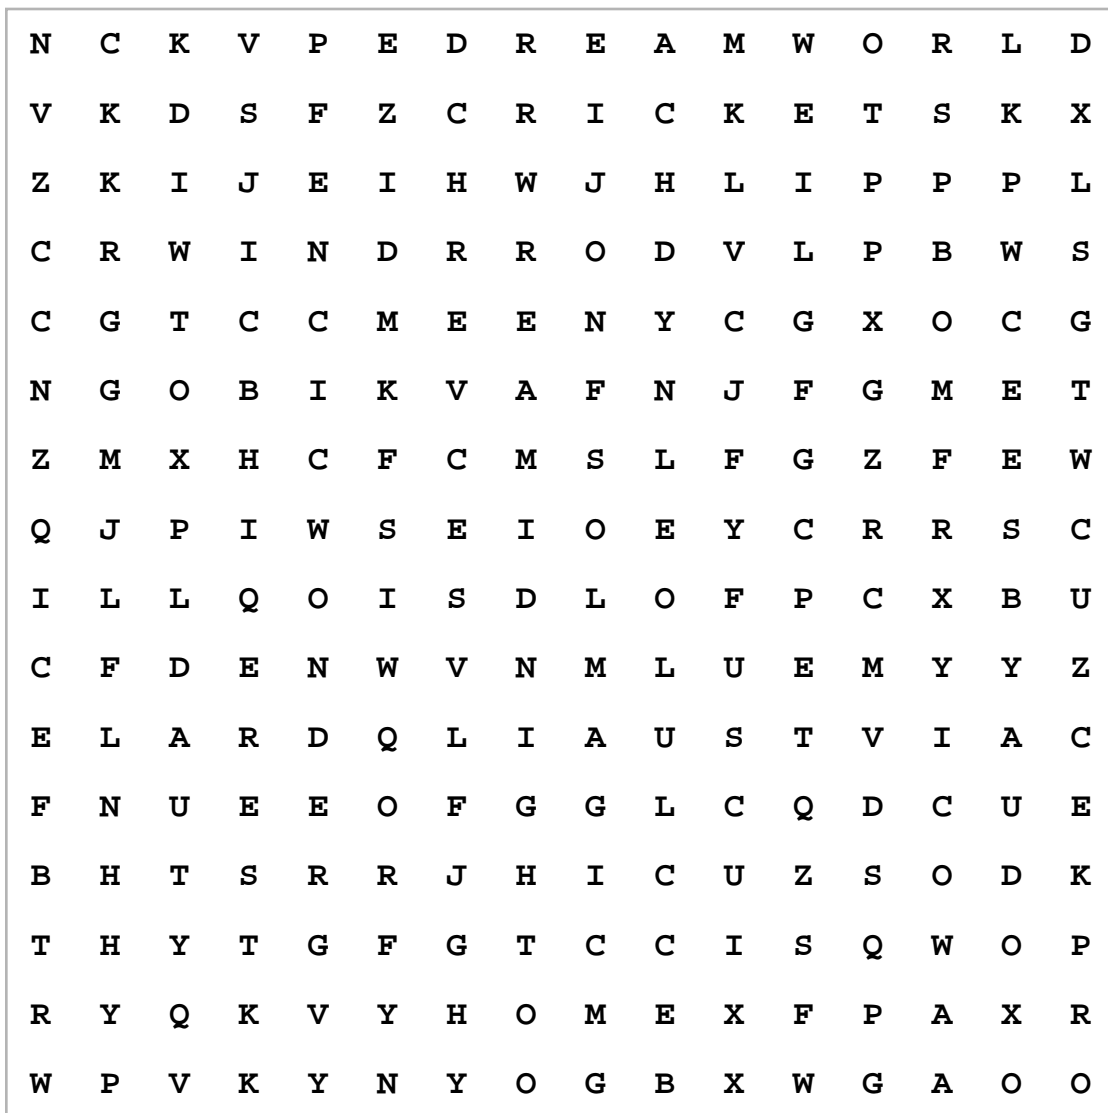 N C K V P E D R E A M W O R L D
V K D S F Z C R I C K E T S K X
Z K I J E I H W J H L I P P P L
C R W I N D R R O D V L P B W S
C G T C C M E E N Y C G X O C G
N G O B I K V A F N J F G M E T
Z M X H C F C M S L F G Z F E W
Q J P I W S E I O E Y C R R S C
I L L Q O I S D L O F P C X B U
C F D E N W V N M L U E M Y Y Z
E L A R D Q L I A U S T V I A C
F N U E E O F G G L C Q D C U E
B H T S R R J H I C U Z S O D K
T H Y T G F G T C C I S Q W O P
R Y Q K V Y H O M E X F P A X R
W P V K Y N Y O G B X W G A O O